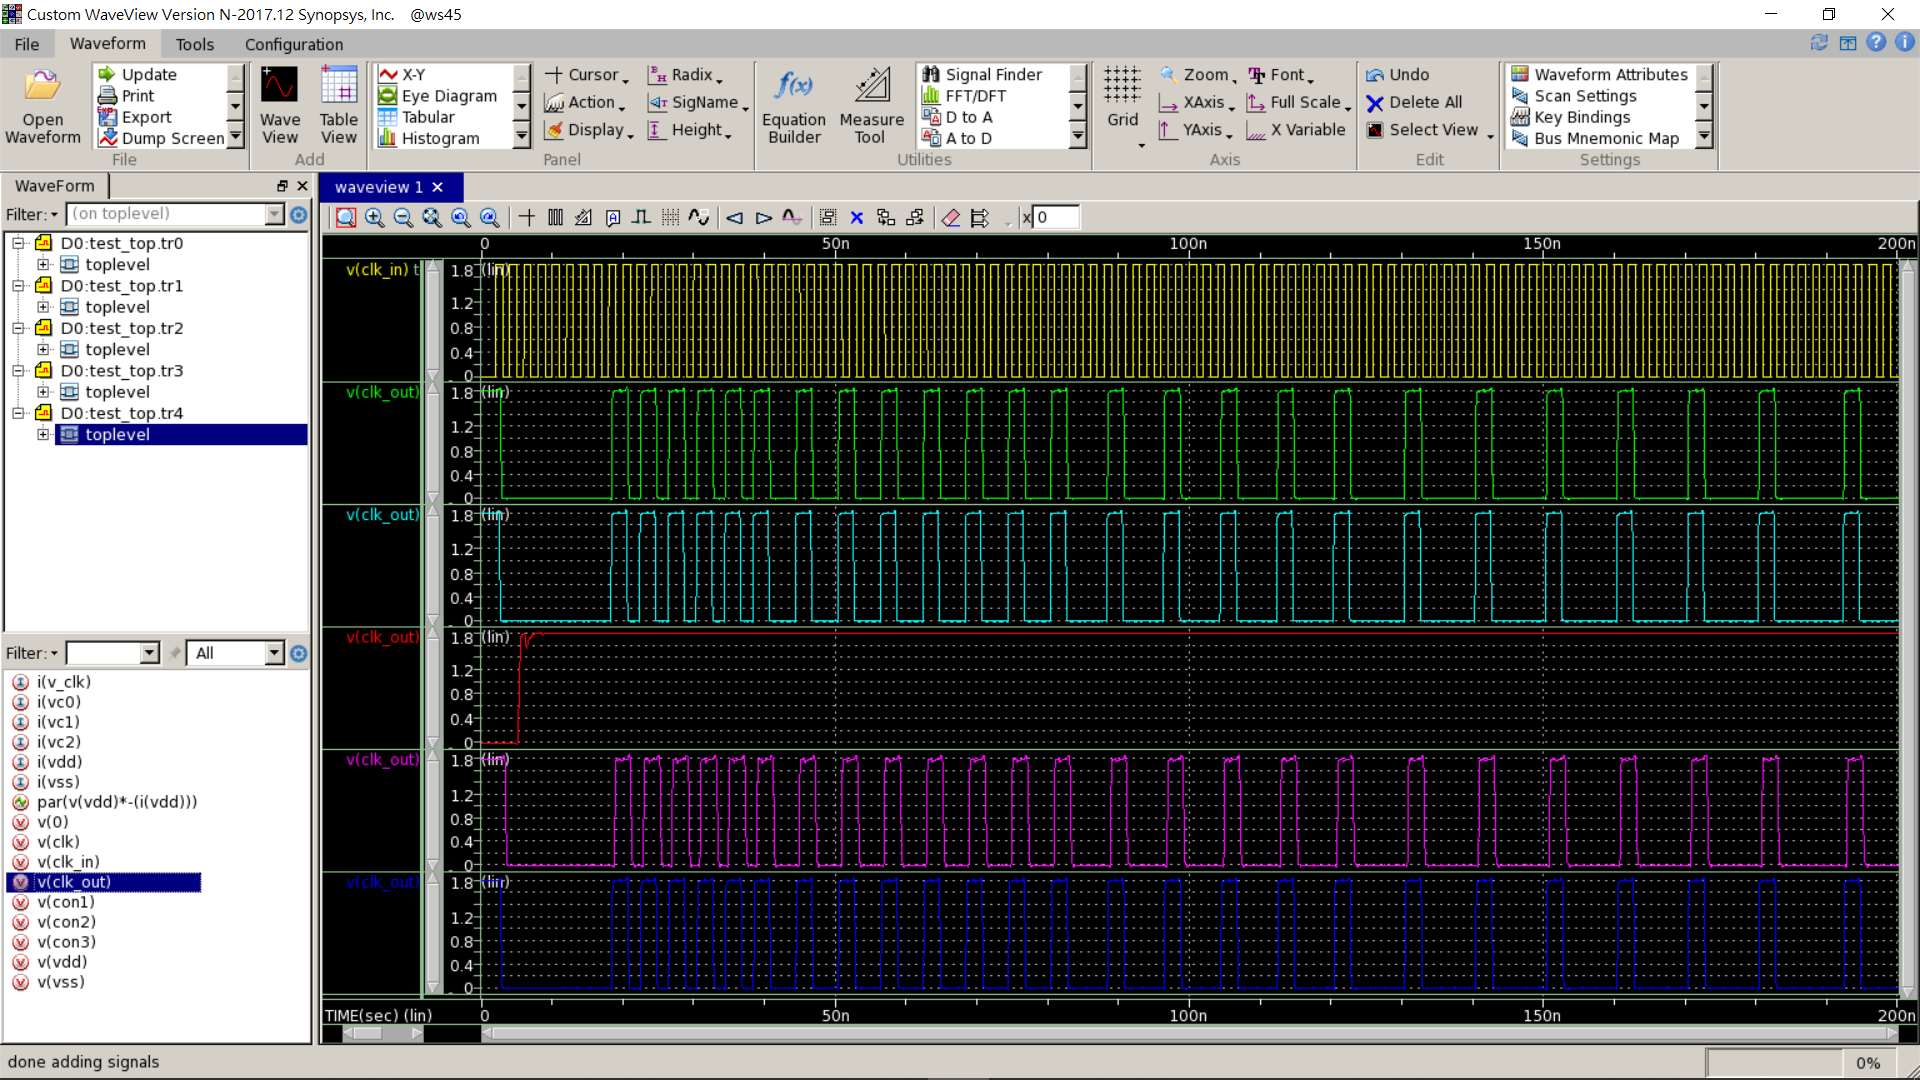 Custom WaveView Version N-2017.12 Synopsys, Inc. @ws45
File Waveform Tools Configuration
Open Waveform
Update
Print
Export
Dump Screen
File
Wave View
Table View
Add
X-Y
Eye Diagram
Tabular
Histogram
Cursor
Action
Display
Radix
SigName
Height
Panel
Equation Builder
Measure Tool
Signal Finder
FFT/DFT
D to A
A to D
Utilities
Grid
Zoom
XAxis
YAxis
Font
Full Scale
X Variable
Axis
Undo
Delete All
Select View
Edit
Waveform Attributes
Scan Settings
Key Bindings
Bus Mnemonic Map
Settings
WaveForm
Filter: (on toplevel)
D0:test_top.tr0
toplevel
D0:test_top.tr1
toplevel
D0:test_top.tr2
toplevel
D0:test_top.tr3
toplevel
D0:test_top.tr4
toplevel
Filter: All
i(v_clk)
i(vc0)
i(vc1)
i(vc2)
i(vdd)
i(vss)
par(v(vdd)*-(i(vdd)))
v(0)
v(clk)
v(clk_in)
v(clk_out)
v(con1)
v(con2)
v(con3)
v(vdd)
v(vss)
waveview 1
x 0
0 50n 100n 150n 200n
v(clk_in) t
1.8 (lin)
1.2
0.8
0.4
0
v(clk_out)
1.8 (lin)
1.2
0.8
0.4
0
v(clk_out)
1.8 (lin)
1.2
0.8
0.4
0
v(clk_out)
1.8 (lin)
1.2
0.8
0.4
0
v(clk_out)
1.8 (lin)
1.2
0.8
0.4
0
v(clk_out)
1.8 (lin)
1.2
0.8
0.4
0
TIME(sec) (lin) 0 50n 100n 150n 200n
done adding signals
0%